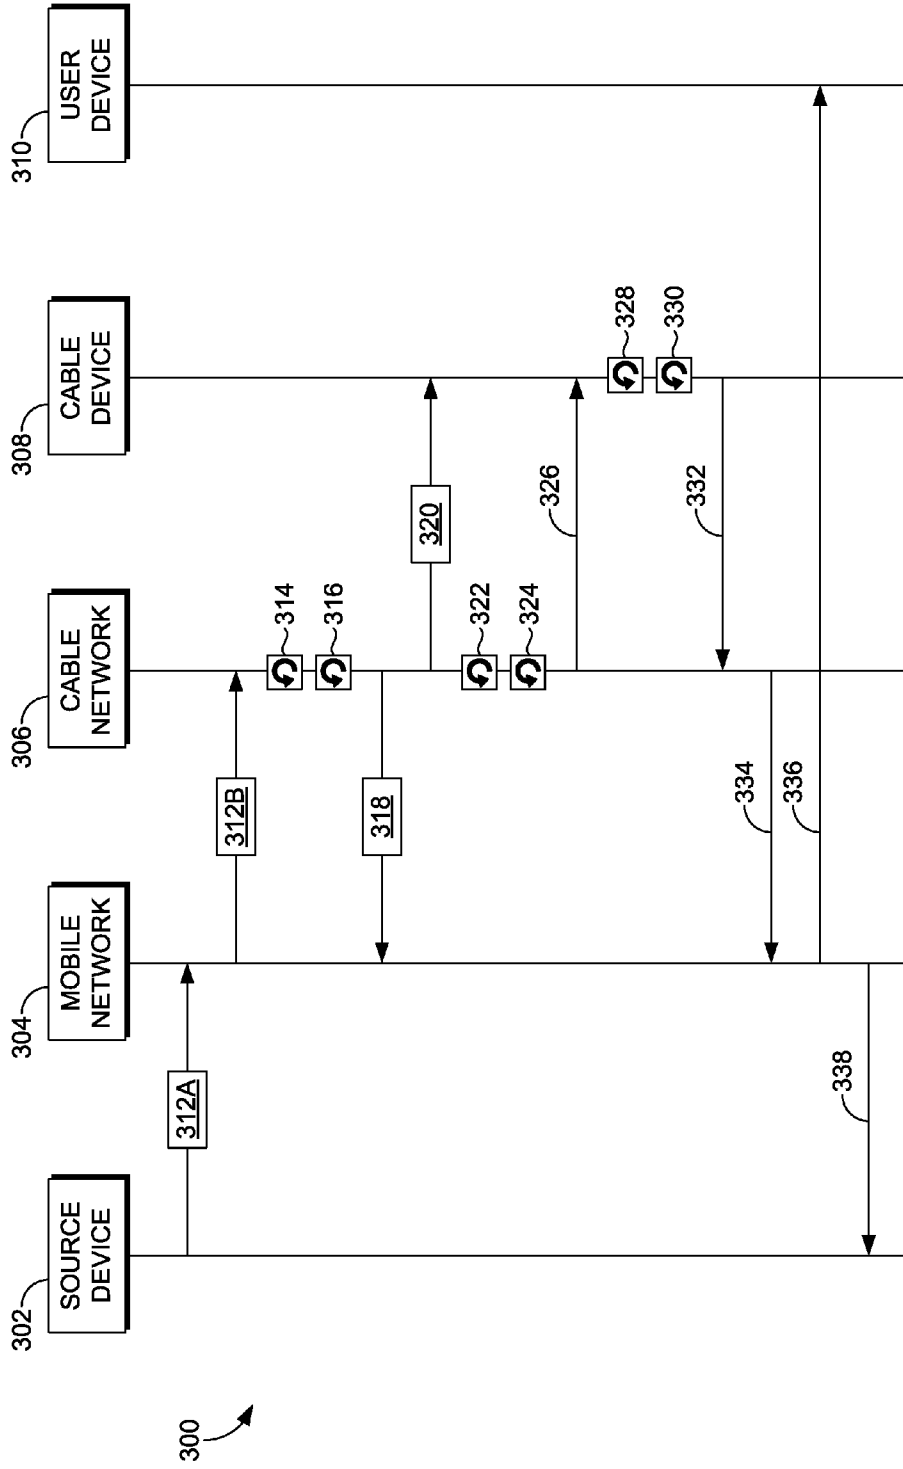 300
302
SOURCE
DEVICE
304
MOBILE
NETWORK
306
CABLE
NETWORK
308
CABLE
DEVICE
310
USER
DEVICE
312A
312B
314
316
318
320
322
324
326
328
330
332
334
336
338